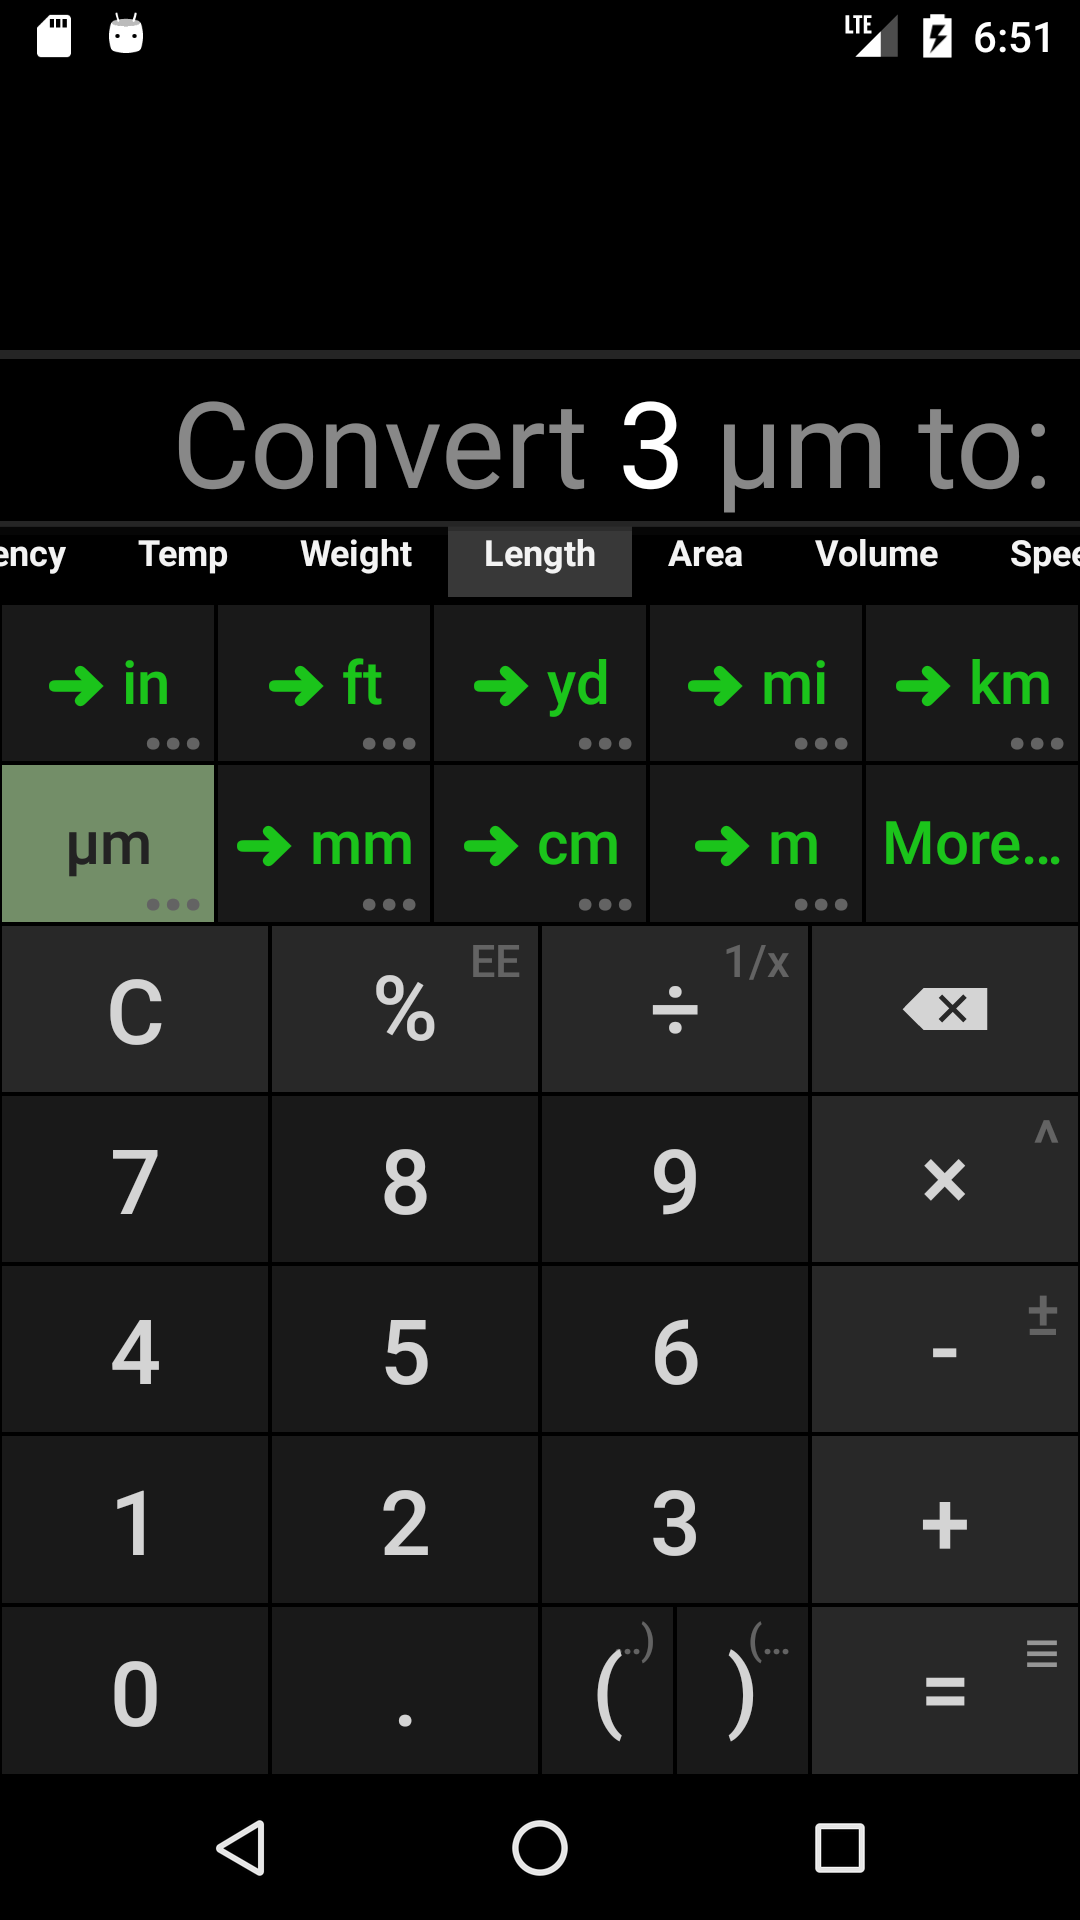 LTE 6:51
Convert 3 µm to:
ency Temp Weight Length Area Volume Spee
in ft yd mi km
µm mm cm m More...
C % EE ÷ 1/x
7 8 9 × ^
4 5 6 - ±
1 2 3 +
0 . ( ..) ) (... =